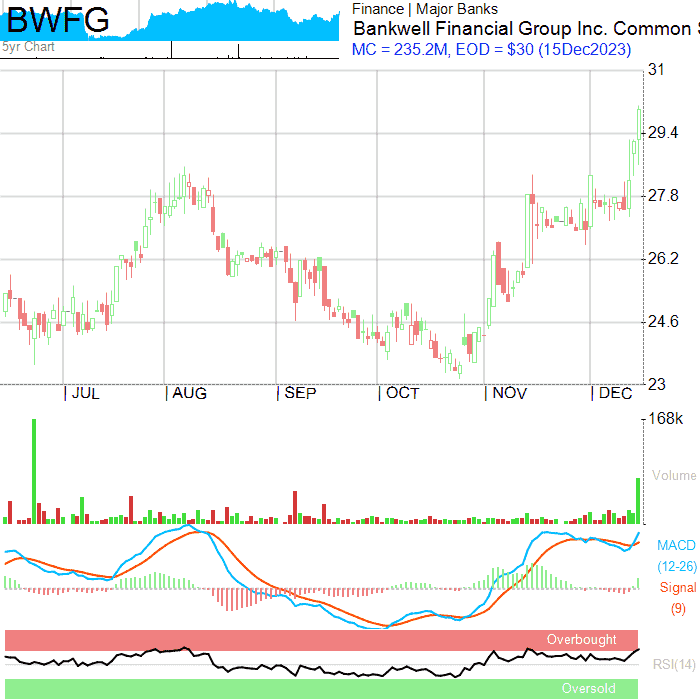 BWFG
5yr Chart
Finance | Major Banks
Bankwell Financial Group Inc. Common
MC = 235.2M, EOD = $30 (15Dec2023)
31
29.4
27.8
26.2
24.6
23
| JUL | AUG | SEP | OCT | NOV | DEC
168k
Volume
MACD
(12-26)
Signal
(9)
Overbought
RSI(14)
Oversold